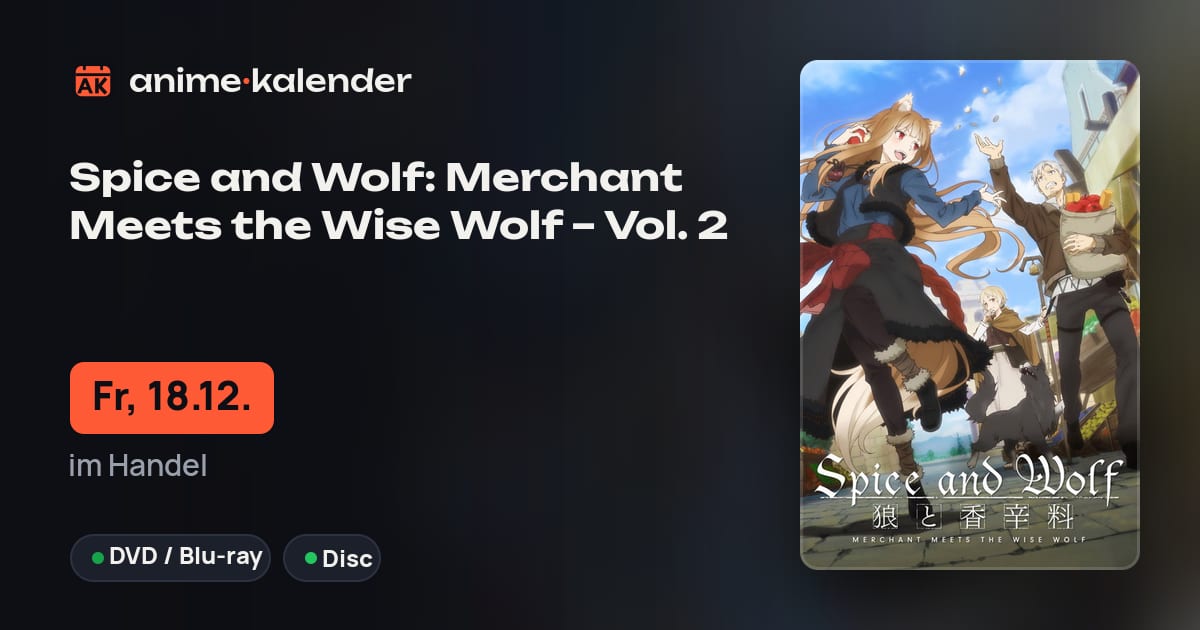 AK
anime·kalender
Spice and Wolf: Merchant
Meets the Wise Wolf – Vol. 2
Fr, 18.12.
im Handel
DVD / Blu-ray
Disc
Spice and Wolf
狼と香辛料
MERCHANT MEETS THE WISE WOLF